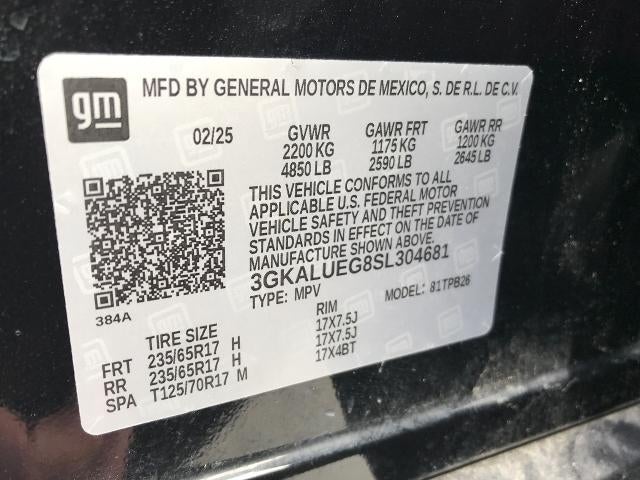 gm
MFD BY GENERAL MOTORS DE MEXICO, S. DE R.L. DE C.V.
02/25 GVWR GAWR FRT GAWR RR
2200 KG 1175 KG 1200 KG
4850 LB 2590 LB 2645 LB
THIS VEHICLE CONFORMS TO ALL
APPLICABLE U.S. FEDERAL MOTOR
VEHICLE SAFETY AND THEFT PREVENTION
STANDARDS IN EFFECT ON THE DATE OF
MANUFACTURE SHOWN ABOVE.
3GKALUEG8SL304681
TYPE: MPV MODEL: 81TPB26
384A
TIRE SIZE RIM
FRT 235/65R17 H 17X7.5J
RR 235/65R17 H 17X7.5J
SPA T125/70R17 M 17X4BT